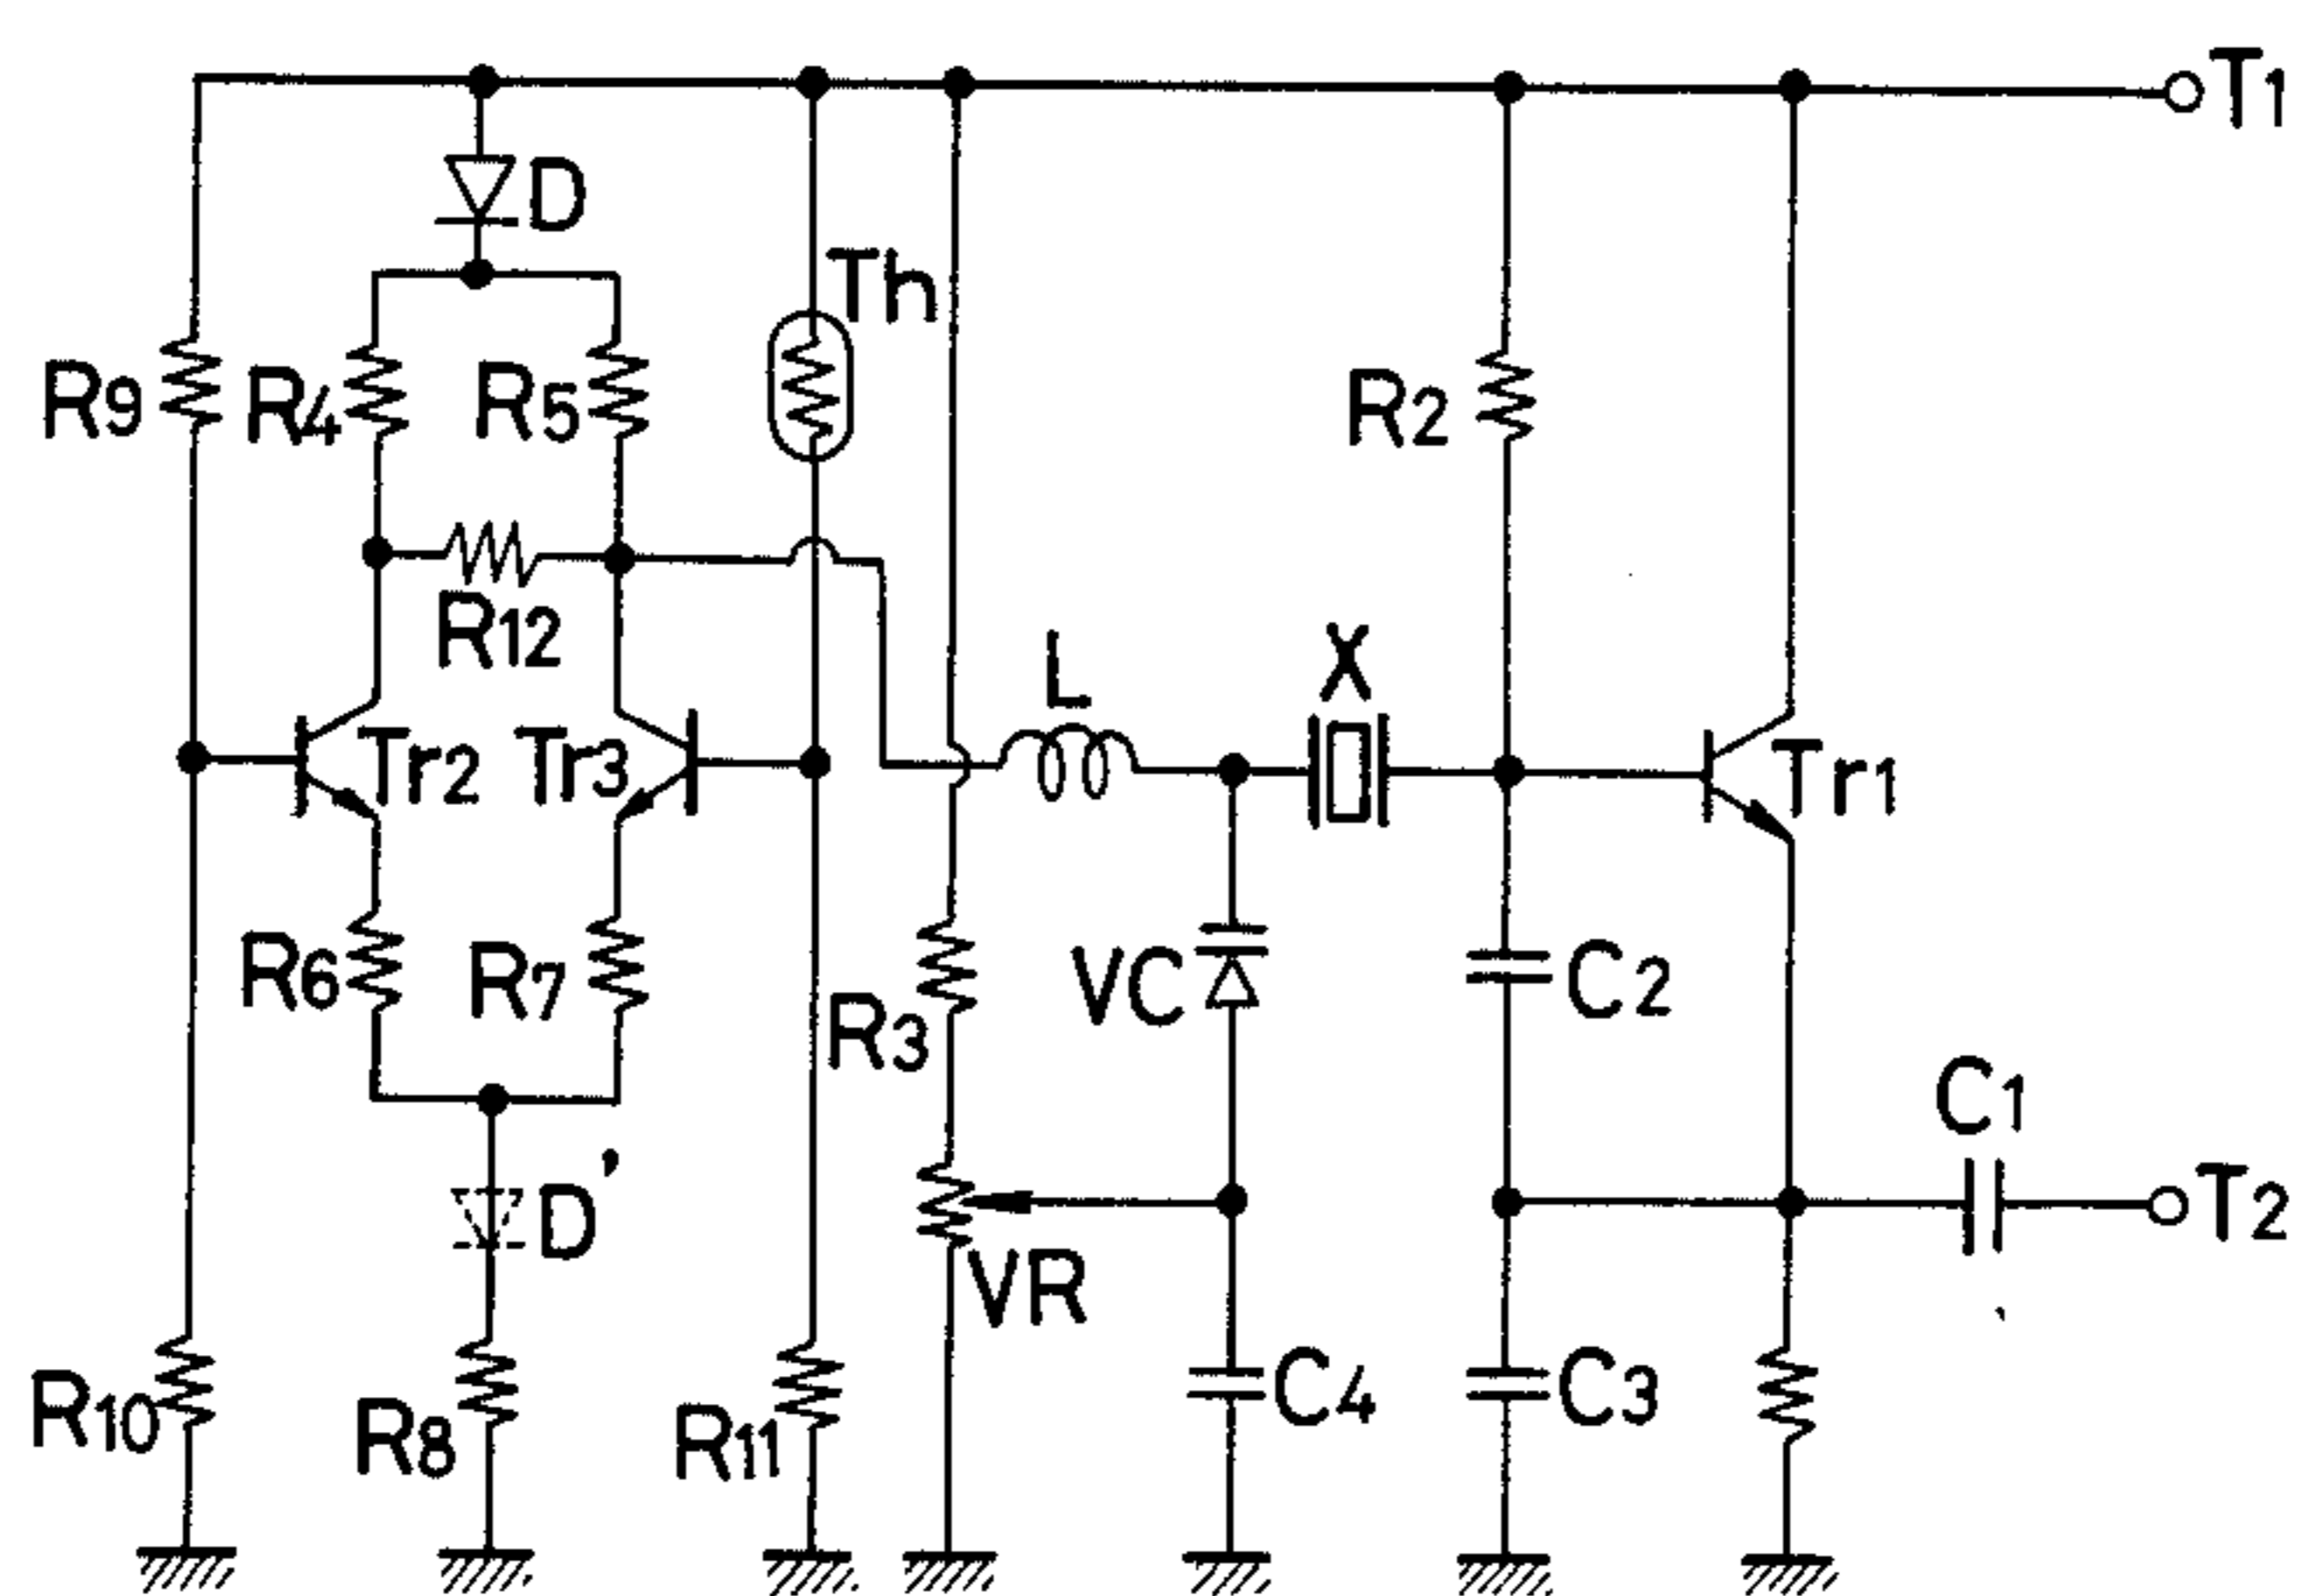 T1
D
Th
R9
R4
R5
R2
R12
L
X
Tr2
Tr3
Tr1
R6
R7
R3
VC
C2
C1
D'
T2
VR
R10
R8
R11
C4
C3